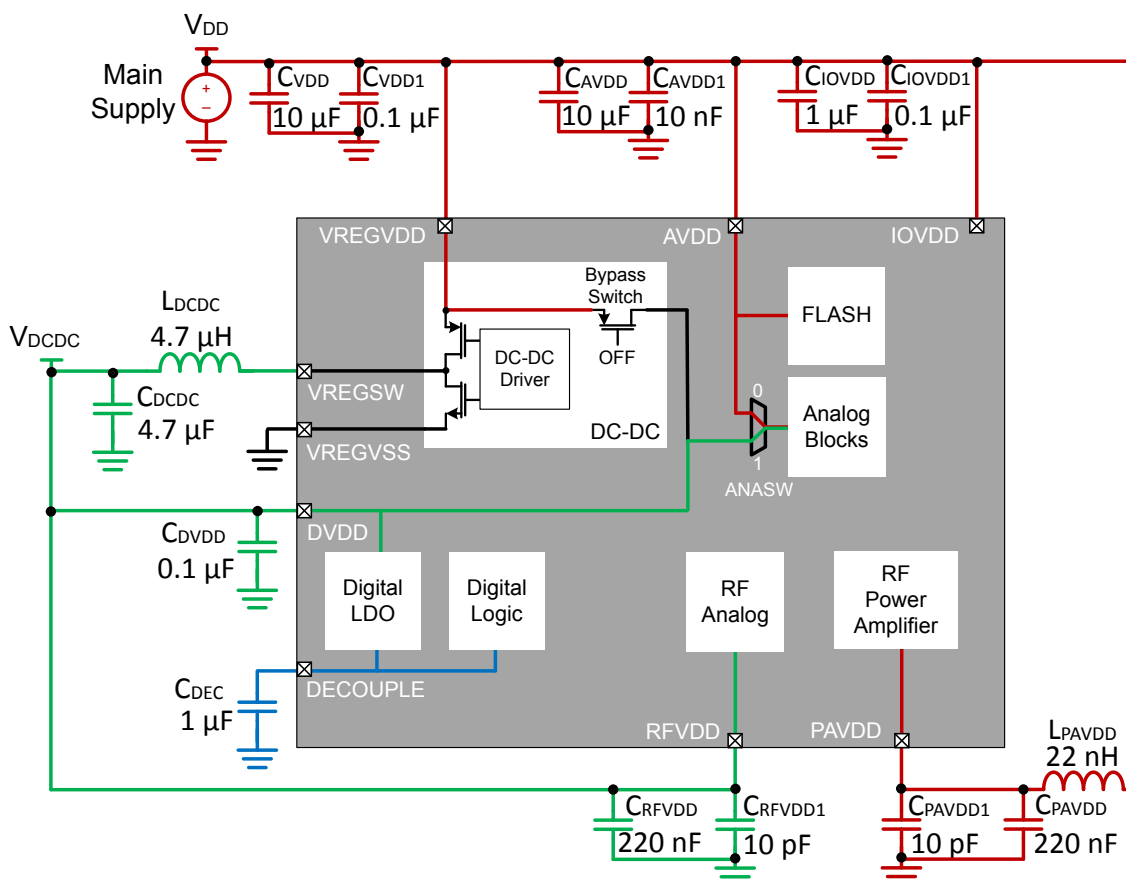 VDD
Main
Supply
+
–
CVDD
10 µF
CVDD1
0.1 µF
CAVDD
10 µF
CAVDD1
10 nF
CIOVDD
1 µF
CIOVDD1
0.1 µF
VREGVDD
AVDD
IOVDD
Bypass
Switch
OFF
DC-DC
Driver
DC-DC
FLASH
0
Analog
Blocks
1
ANASW
LDCDC
4.7 µH
VDCDC
CDCDC
4.7 µF
VREGSW
VREGVSS
DVDD
CDVDD
0.1 µF
Digital
LDO
Digital
Logic
RF
Analog
RF
Power
Amplifier
DECOUPLE
CDEC
1 µF
RFVDD
PAVDD
LPAVDD
22 nH
CRFVDD
220 nF
CRFVDD1
10 pF
CPAVDD1
10 pF
CPAVDD
220 nF